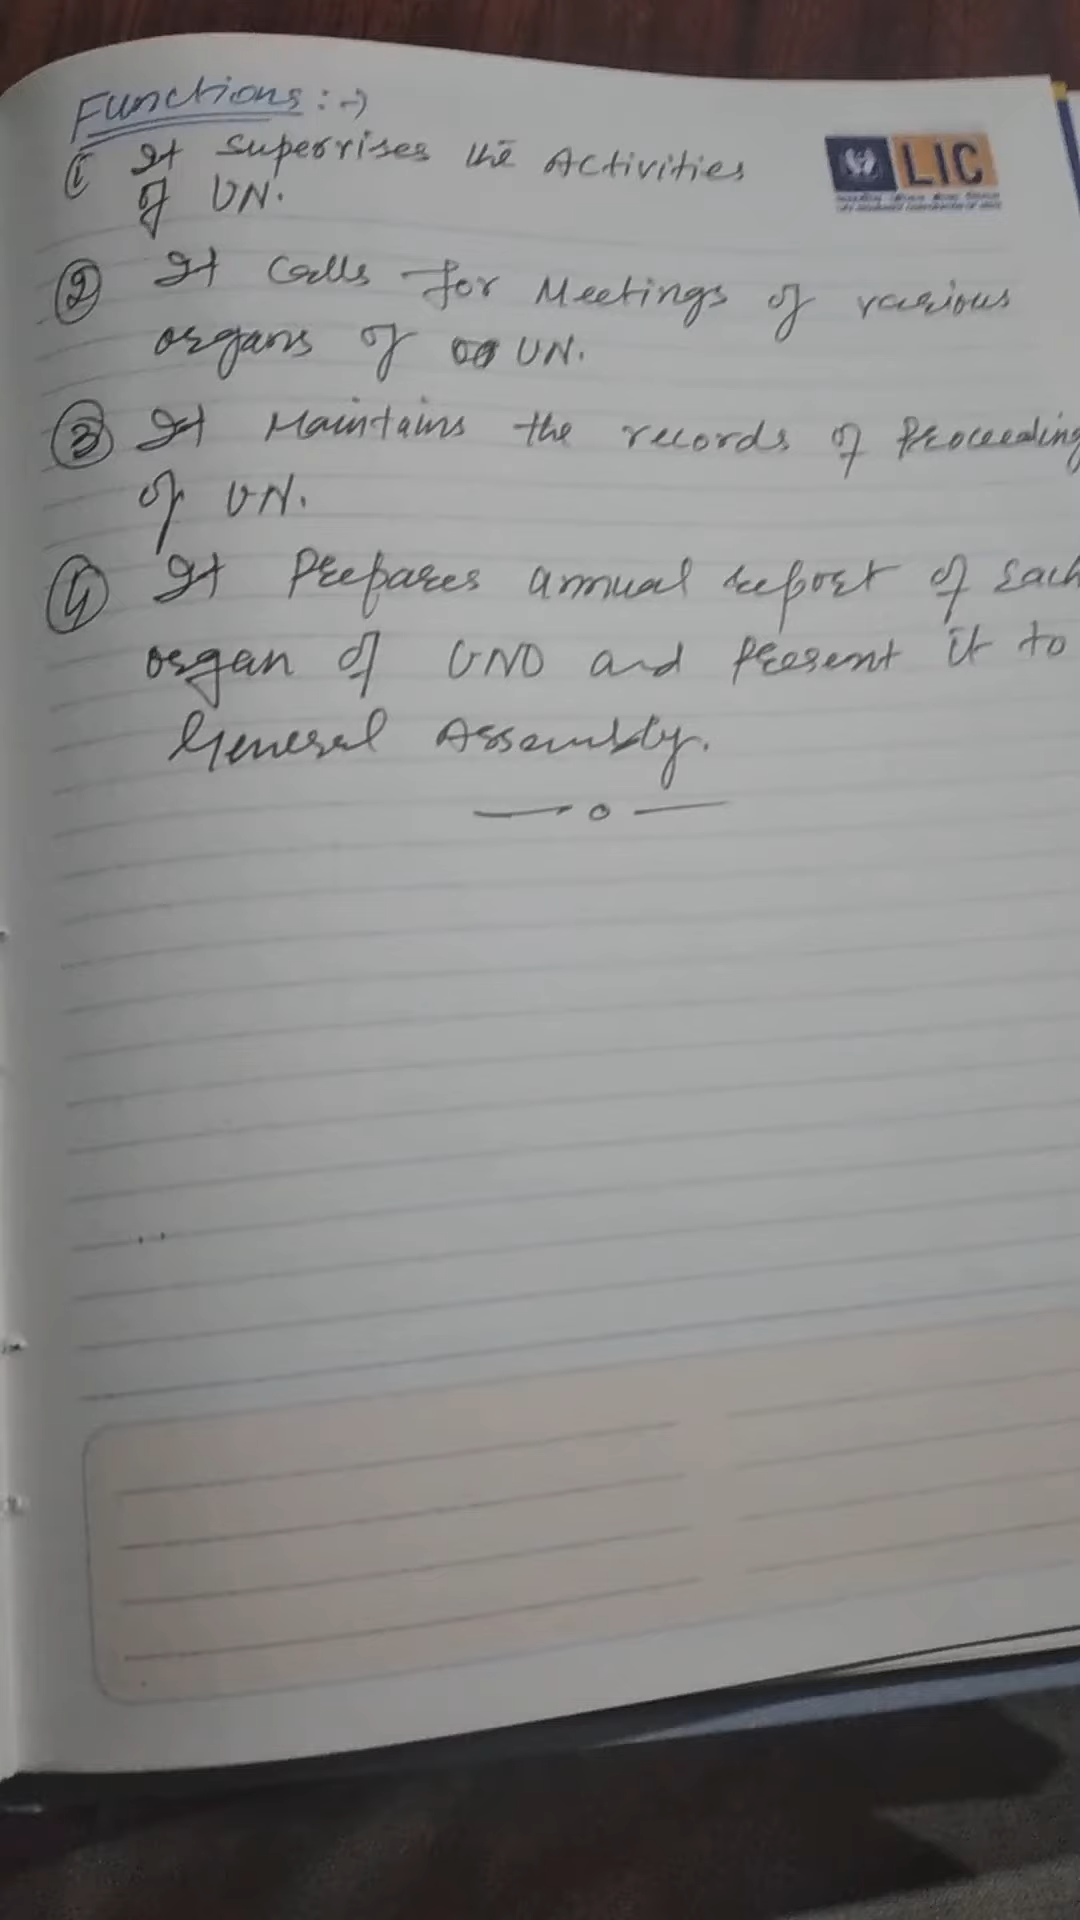 Functions :-
① It supervises the Activities
of UN.
LIC
② It Calls for Meetings of various
organs of UN.
③ It Maintains the records of Proceeding
of UN.
④ It Prepares annual report of Each
organ of UNO and Present it to
General Assembly.